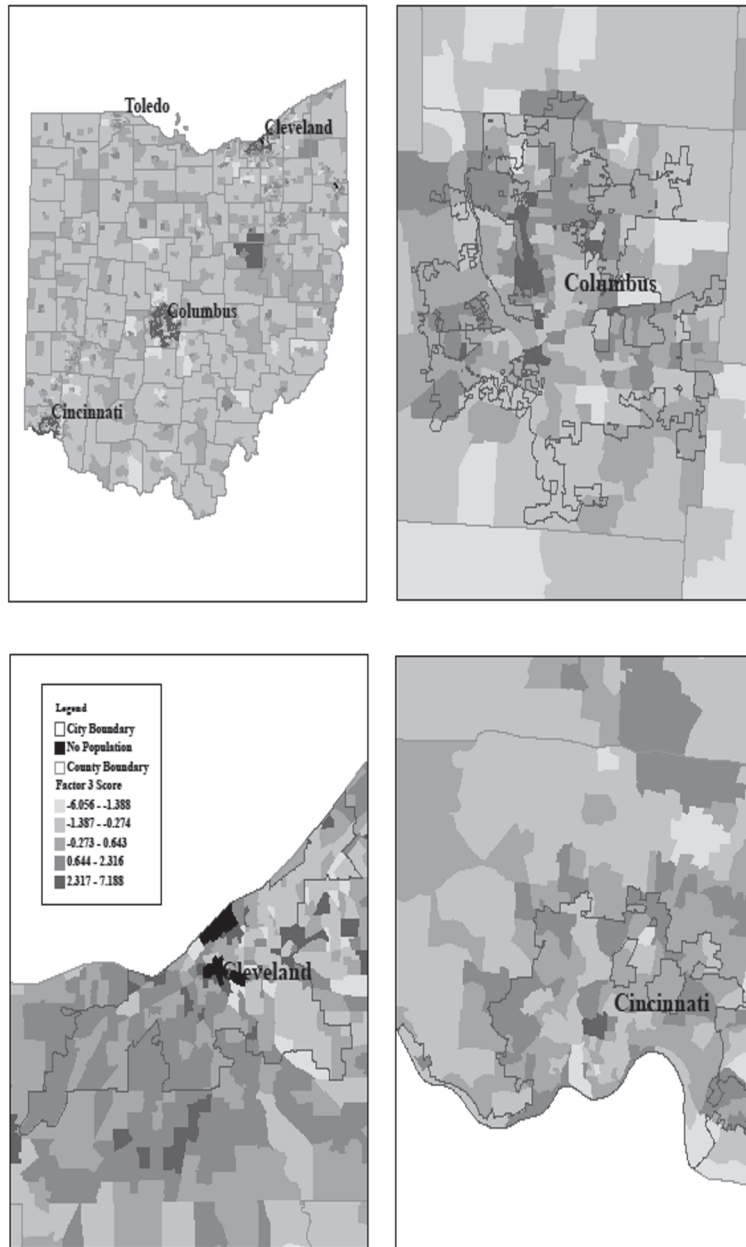 Toledo
Cleveland
Columbus
Cincinnati
Columbus
Legend
City Boundary
No Population
County Boundary
Factor 3 Score
-6.056 - -1.388
-1.387 - -0.274
-0.273 - 0.643
0.644 - 2.316
2.317 - 7.188
Cleveland
Cincinnati